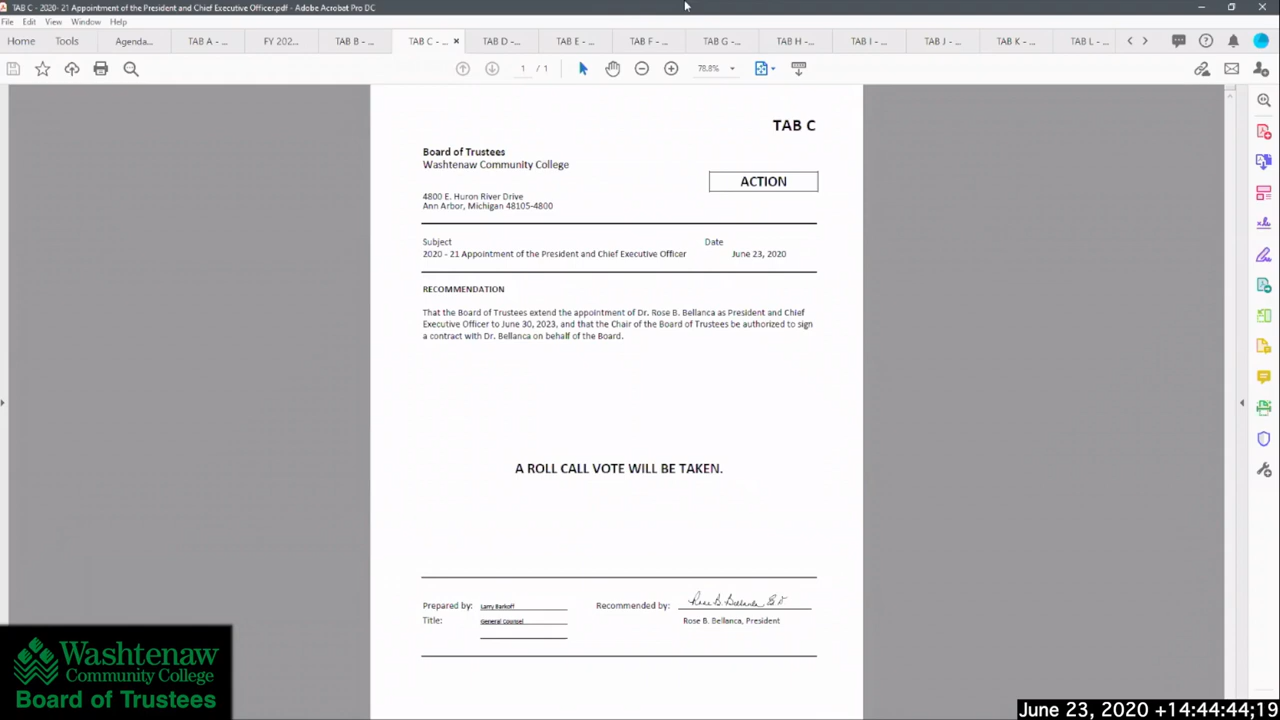 TAB C - 2020- 21 Appointment of the President and Chief Executive Officer.pdf - Adobe Acrobat Pro DC
File Edit View Window Help
Home Tools Agenda... TAB A - ... FY 202... TAB B - ... TAB C - ... TAB D -... TAB E - ... TAB F - ... TAB G -... TAB H - ... TAB I - ... TAB J - ... TAB K - ... TAB L - ...
1 / 1 78.8%
TAB C
Board of Trustees
Washtenaw Community College
ACTION
4800 E. Huron River Drive
Ann Arbor, Michigan 48105-4800
Subject Date
2020 - 21 Appointment of the President and Chief Executive Officer June 23, 2020
RECOMMENDATION
That the Board of Trustees extend the appointment of Dr. Rose B. Bellanca as President and Chief
Executive Officer to June 30, 2023, and that the Chair of the Board of Trustees be authorized to sign
a contract with Dr. Bellanca on behalf of the Board.
A ROLL CALL VOTE WILL BE TAKEN.
Prepared by: Larry Barkoff Recommended by: Rose B. Bellanca Ed D
Title: General Counsel Rose B. Bellanca, President
Washtenaw
Community College
Board of Trustees
June 23, 2020 +14:44:44;19